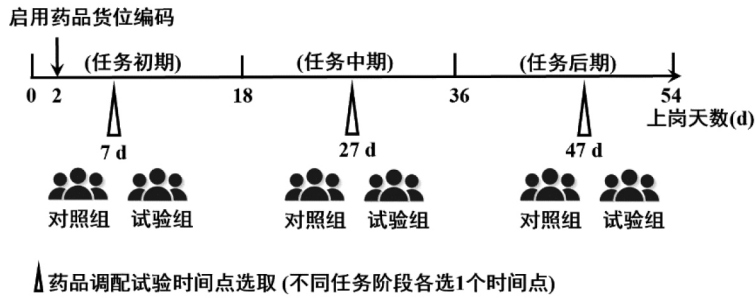 启用药品货位编码
(任务初期) (任务中期) (任务后期)
0 2 18 36 54
上岗天数(d)
7 d 27 d 47 d
对照组 试验组 对照组 试验组 对照组 试验组
药品调配试验时间点选取 (不同任务阶段各选1个时间点)